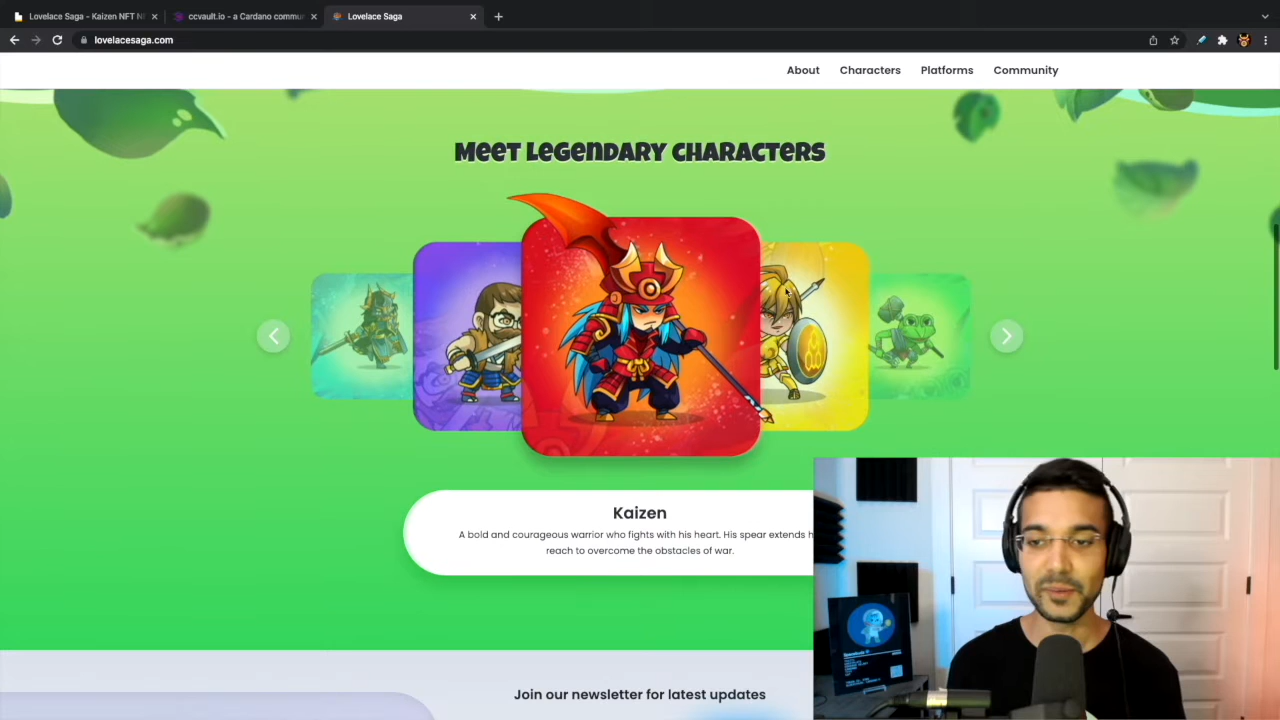 Lovelace Saga - Kaizen NFT N
ccvault.io - a Cardano commun
Lovelace Saga
lovelacesaga.com
About
Characters
Platforms
Community
Meet Legendary Characters
Kaizen
A bold and courageous warrior who fights with his heart. His spear extends h
reach to overcome the obstacles of war.
Join our newsletter for latest updates